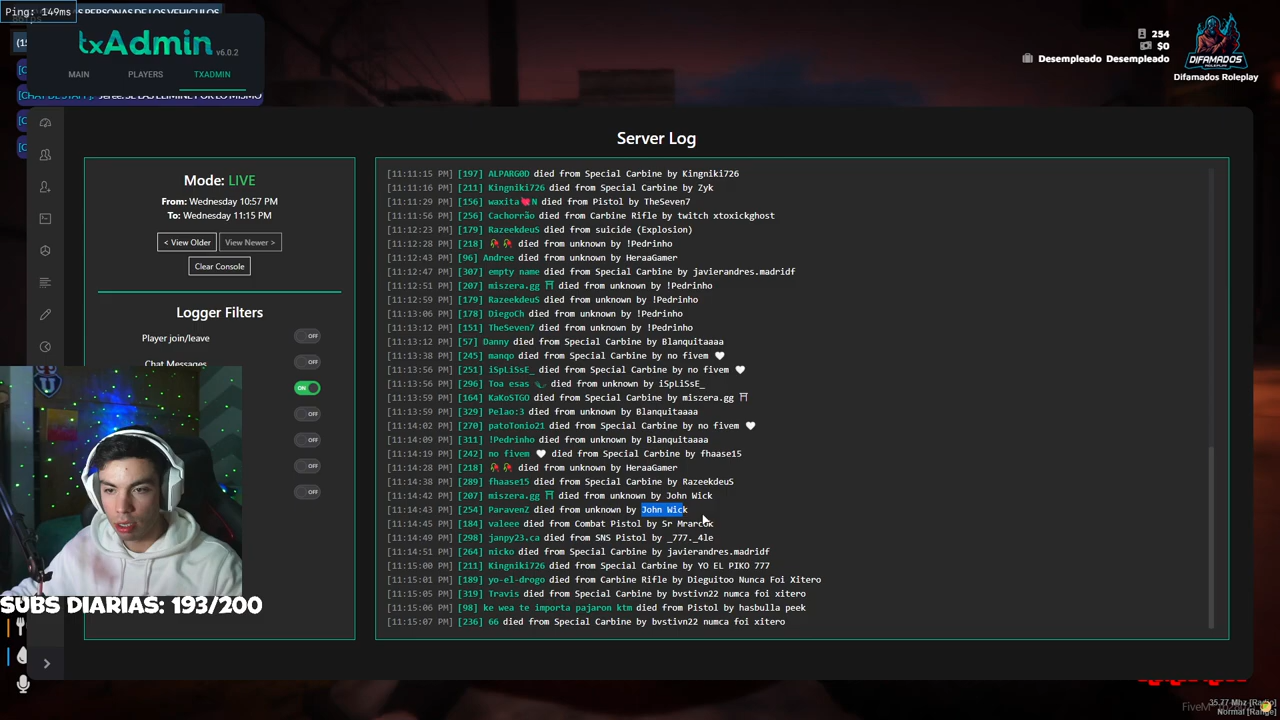 Ping: 149ms
PERSONAS DE LOS VEHICULOS
txAdmin v6.0.2
MAIN
PLAYERS
TXADMIN
254
$0
Desempleado Desempleado
DIFAMADOS
ROLEPLAY
Difamados Roleplay
Server Log
Mode: LIVE
From: Wednesday 10:57 PM
To: Wednesday 11:15 PM
< View Older
View Newer >
Clear Console
Logger Filters
Player join/leave
OFF
Chat Messages
OFF
ON
OFF
OFF
OFF
OFF
[11:11:15 PM] [197] ALPARG0D died from Special Carbine by Kingniki726
[11:11:16 PM] [211] Kingniki726 died from Special Carbine by Zyk
[11:11:29 PM] [156] waxita💘N died from Pistol by TheSeven7
[11:11:56 PM] [256] Cachorrão died from Carbine Rifle by twitch xtoxickghost
[11:12:23 PM] [179] RazeekdeuS died from suicide (Explosion)
[11:12:28 PM] [218] 🥀🥀 died from unknown by !Pedrinho
[11:12:43 PM] [96] Andree died from unknown by HeraaGamer
[11:12:47 PM] [307] empty name died from Special Carbine by javierandres.madridf
[11:12:51 PM] [207] miszera.gg ⛩ died from unknown by !Pedrinho
[11:12:59 PM] [179] RazeekdeuS died from unknown by !Pedrinho
[11:13:06 PM] [178] DiegoCh died from unknown by !Pedrinho
[11:13:12 PM] [151] TheSeven7 died from unknown by !Pedrinho
[11:13:12 PM] [57] Danny died from Special Carbine by Blanquitaaaa
[11:13:38 PM] [245] manqo died from Special Carbine by no fivem 🤍
[11:13:56 PM] [251] iSpLiSsE_ died from Special Carbine by no fivem 🤍
[11:13:56 PM] [296] Toa esas died from unknown by iSpLiSsE_
[11:13:59 PM] [164] KaKoSTGO died from Special Carbine by miszera.gg ⛩
[11:13:59 PM] [329] Pelao:3 died from unknown by Blanquitaaaa
[11:14:02 PM] [270] patoTonio21 died from Special Carbine by no fivem 🤍
[11:14:09 PM] [311] !Pedrinho died from unknown by Blanquitaaaa
[11:14:19 PM] [242] no fivem 🤍 died from Special Carbine by fhaase15
[11:14:28 PM] [218] 🥀🥀 died from unknown by HeraaGamer
[11:14:38 PM] [289] fhaase15 died from Special Carbine by RazeekdeuS
[11:14:42 PM] [207] miszera.gg ⛩ died from unknown by John Wick
[11:14:43 PM] [254] ParavenZ died from unknown by John Wick
[11:14:45 PM] [184] valeee died from Combat Pistol by Sr Mrarcok
[11:14:49 PM] [298] janpy23.ca died from SNS Pistol by _777._4le
[11:14:51 PM] [264] nicko died from Special Carbine by javierandres.madridf
[11:15:00 PM] [211] Kingniki726 died from Special Carbine by YO EL PIKO 777
[11:15:01 PM] [189] yo-el-drogo died from Carbine Rifle by Dieguitoo Nunca Foi Xitero
[11:15:05 PM] [319] Travis died from Special Carbine by bvstivn22 numca foi xitero
[11:15:06 PM] [98] ke wea te importa pajaron ktm died from Pistol by hasbulla peek
[11:15:07 PM] [236] 66 died from Special Carbine by bvstivn22 numca foi xitero
SUBS DIARIAS: 193/200
35.77 Mhz [Radio]
Normal [Range]
FiveM